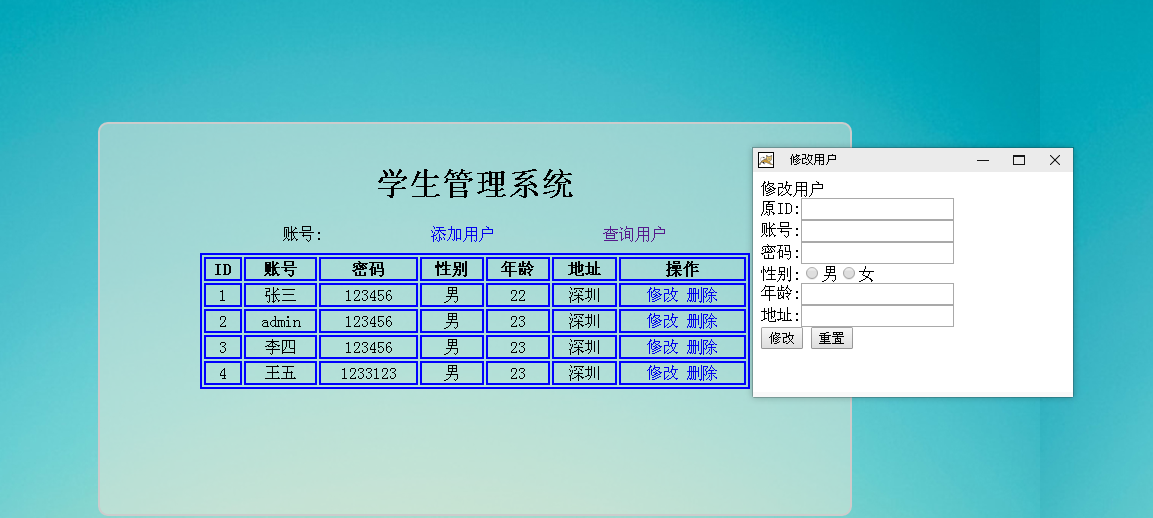 学生管理系统
账号: 添加用户 查询用户
ID 账号 密码 性别 年龄 地址 操作
1 张三 123456 男 22 深圳 修改 删除
2 admin 123456 男 23 深圳 修改 删除
3 李四 123456 男 23 深圳 修改 删除
4 王五 1233123 男 23 深圳 修改 删除
修改用户
修改用户
原ID:
账号:
密码:
性别: 男 女
年龄:
地址:
修改 重置